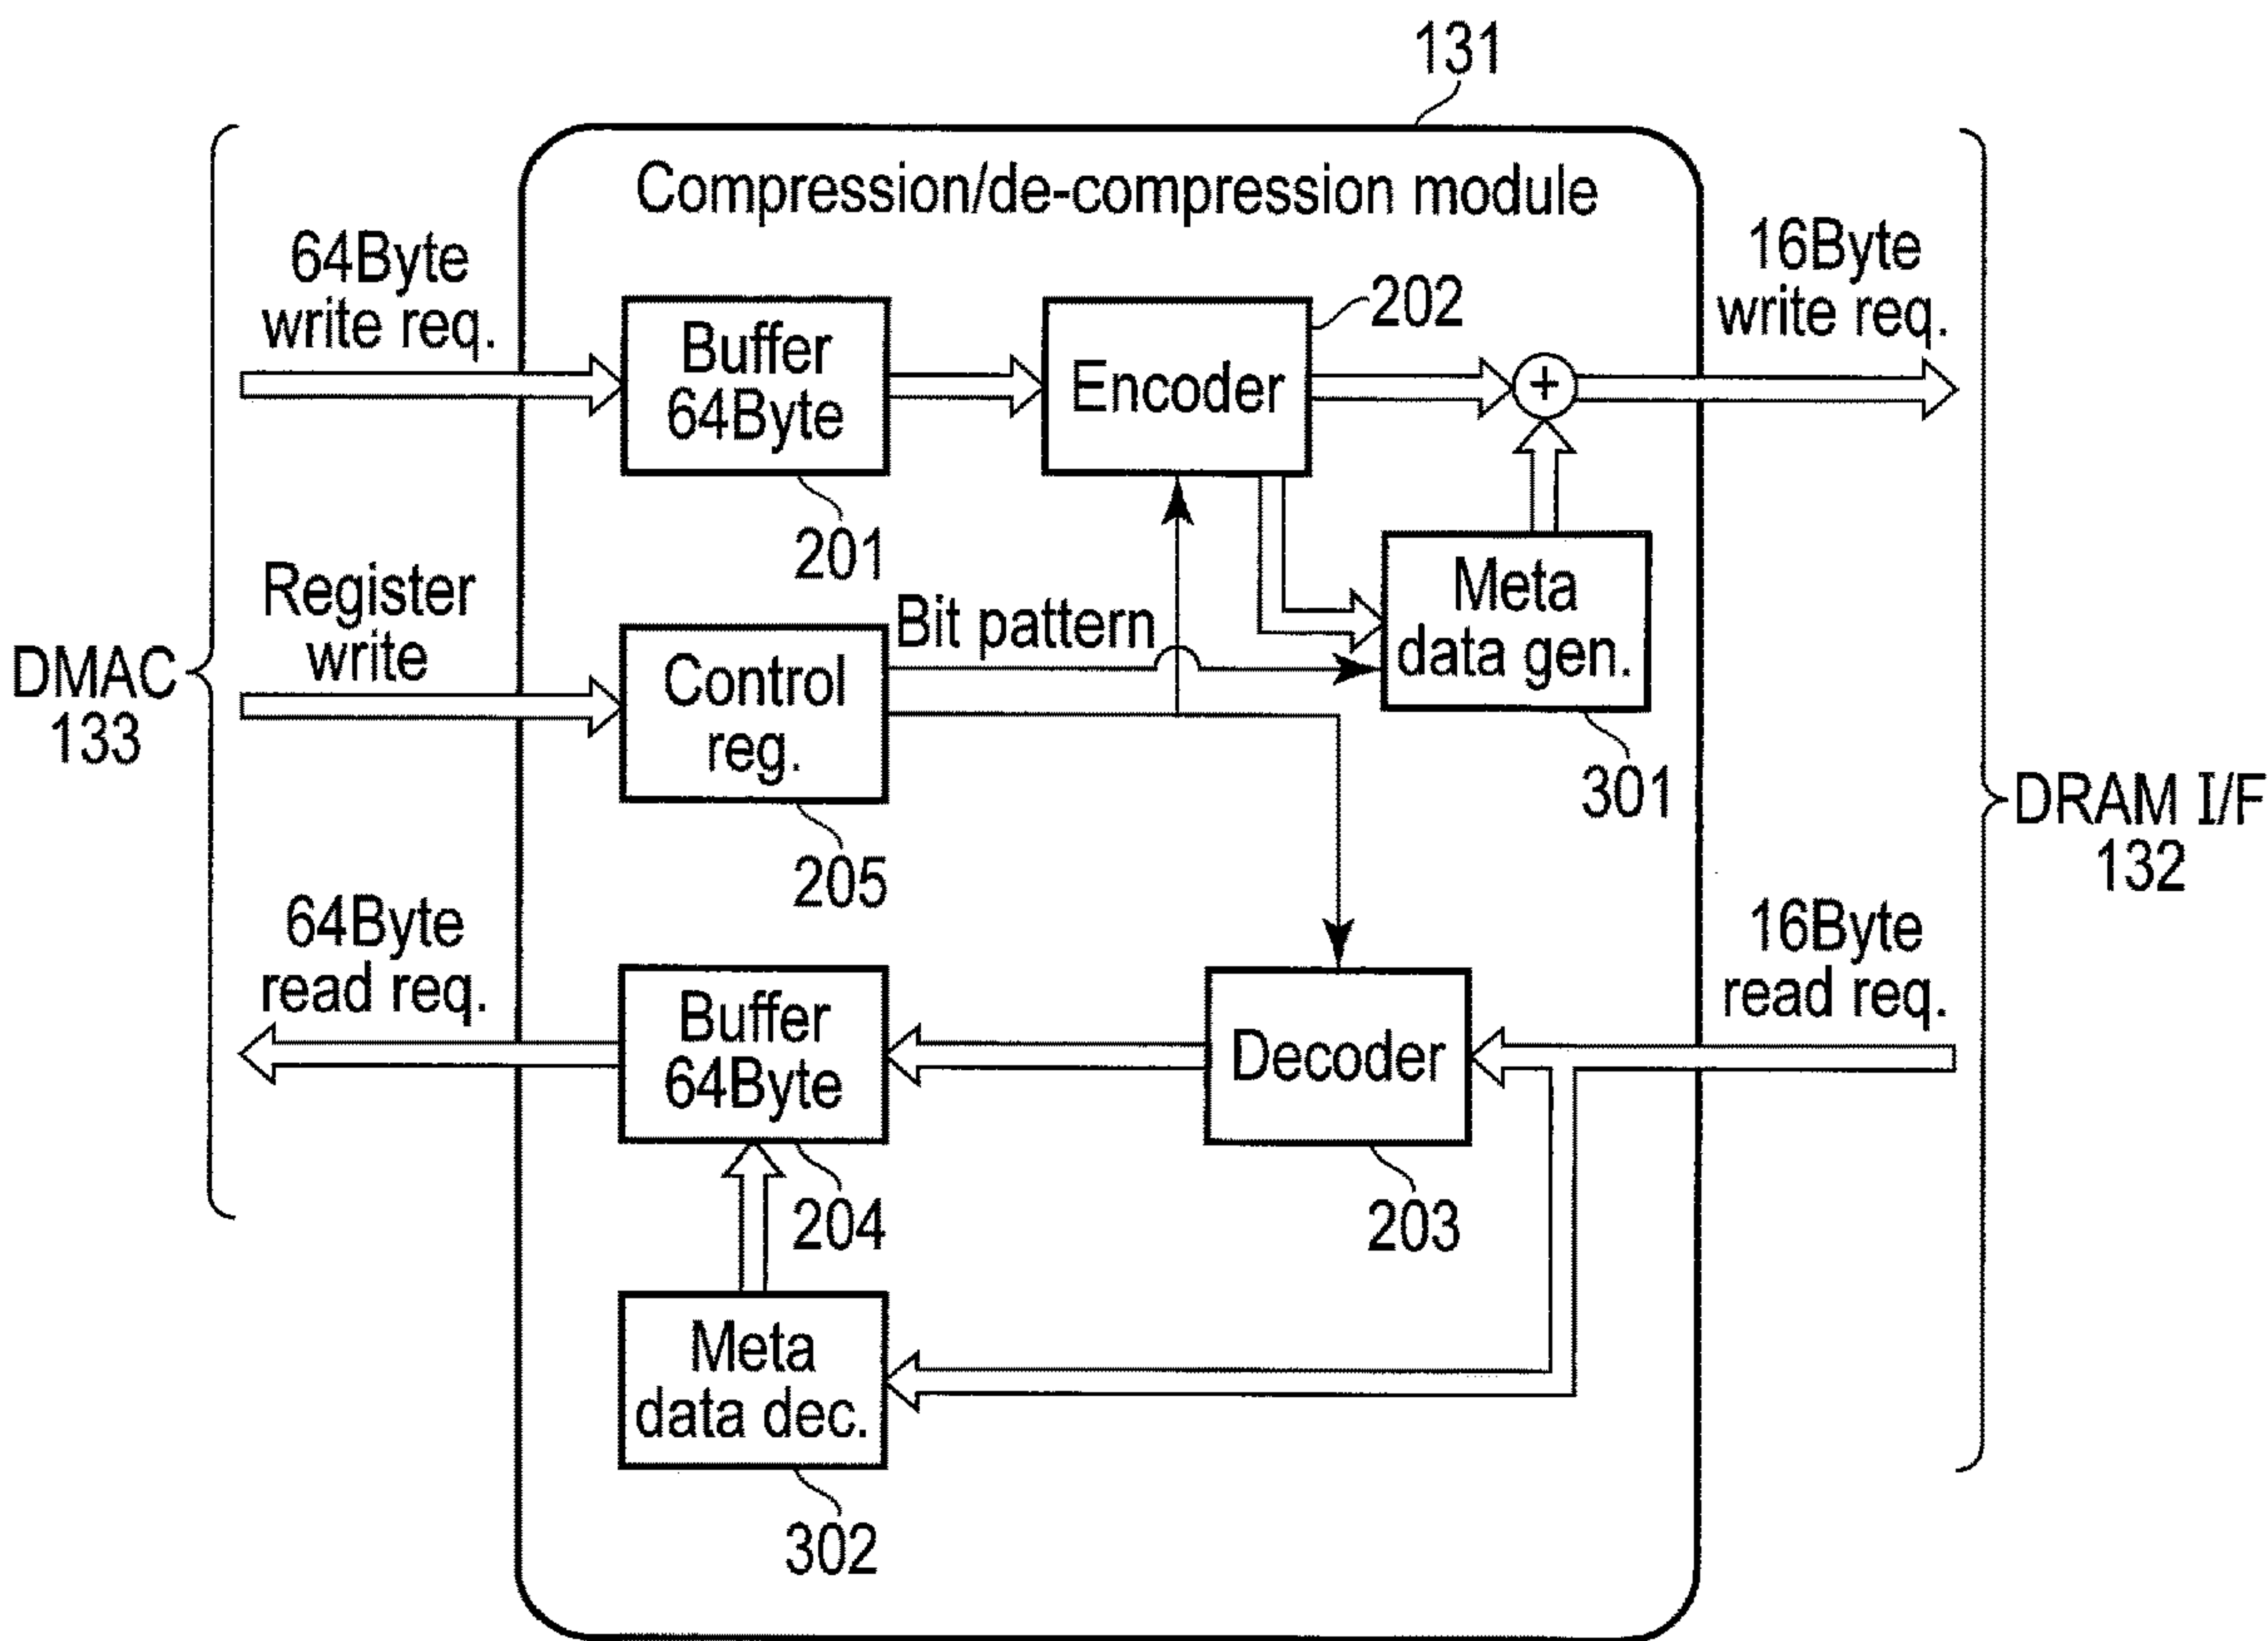 131
Compression/de-compression module
64Byte
write req.
16Byte
write req.
Buffer
64Byte
201
Encoder
202
+
Register
write
Control
reg.
205
Bit pattern
Meta
data gen.
301
DMAC
133
DRAM I/F
132
64Byte
read req.
16Byte
read req.
Buffer
64Byte
204
Decoder
203
Meta
data dec.
302